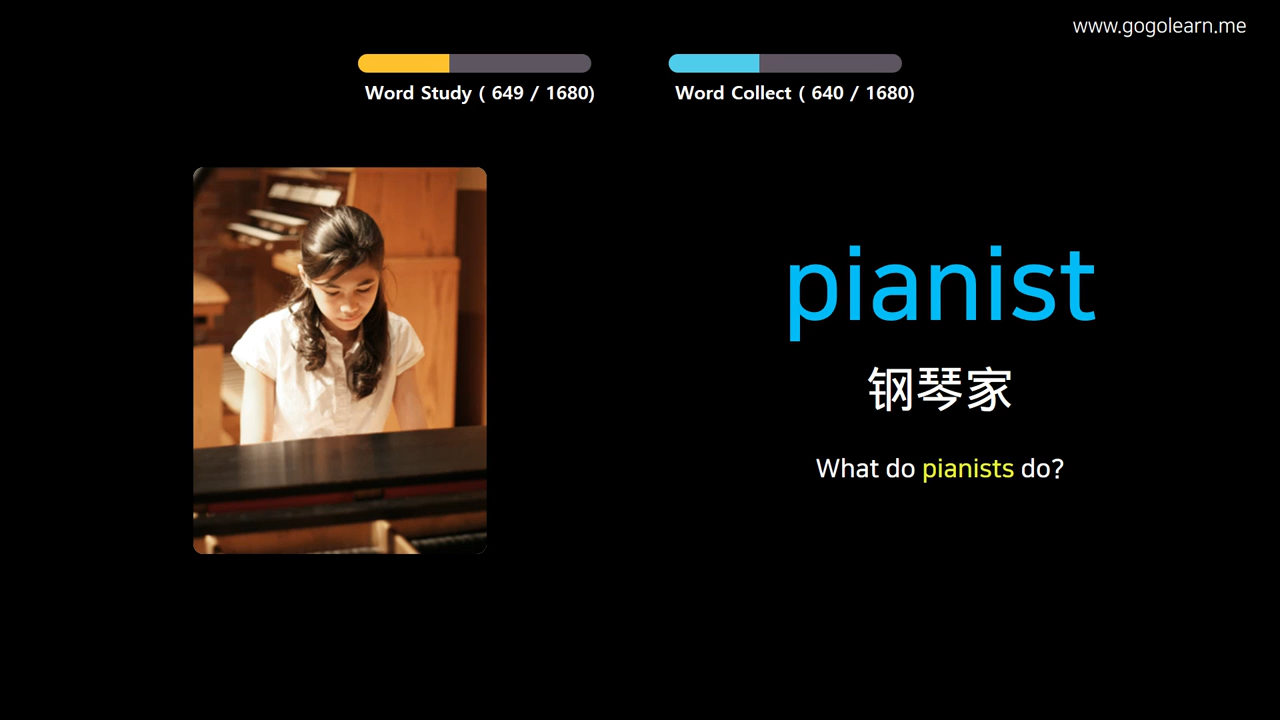 www.gogolearn.me
Word Study ( 649 / 1680)
Word Collect ( 640 / 1680)
pianist
钢琴家
What do pianists do?